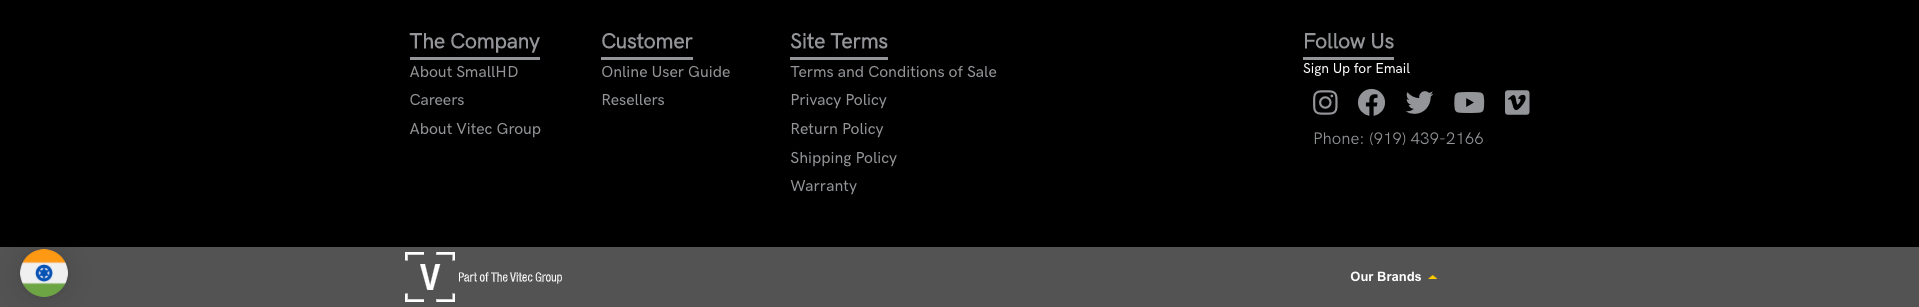 The Company
About SmallHD
Careers
About Vitec Group
Customer
Online User Guide
Resellers
Site Terms
Terms and Conditions of Sale
Privacy Policy
Return Policy
Shipping Policy
Warranty
Follow Us
Sign Up for Email
Phone: (919) 439-2166
V
Part of The Vitec Group
Our Brands